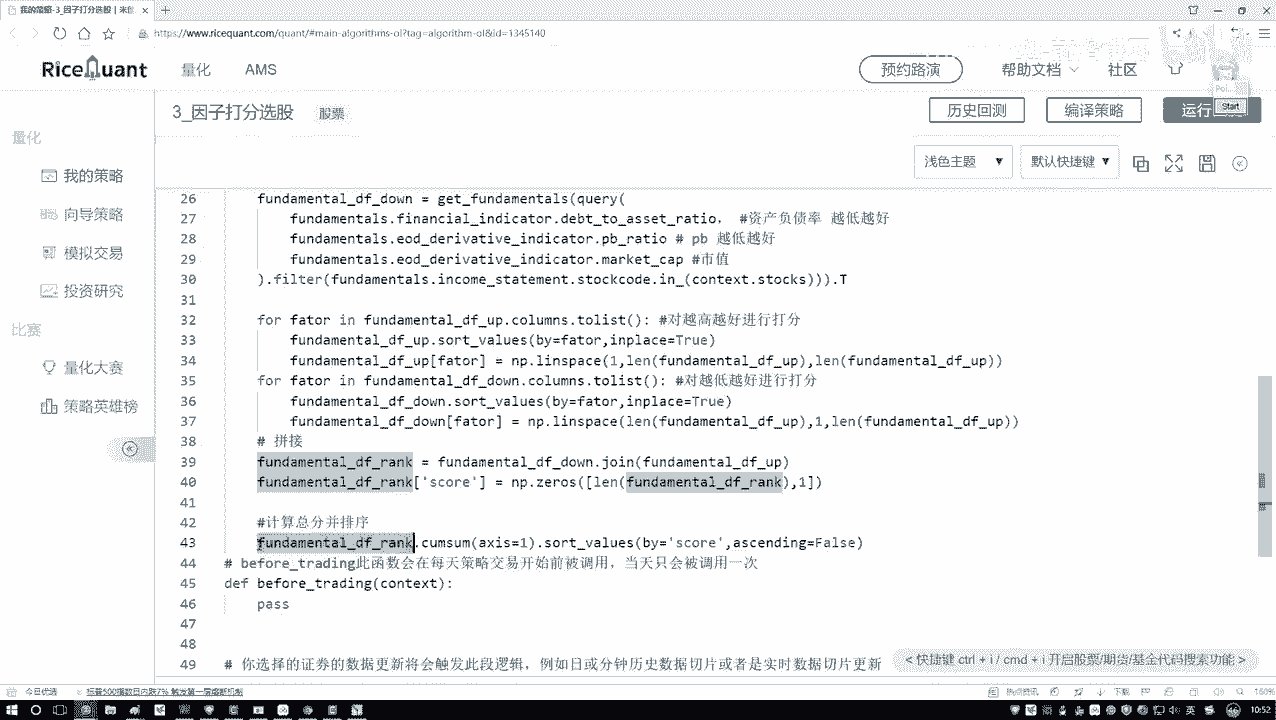 我的策略-3_因子打分选股 | 米筐
https://www.ricequant.com/quant/#main-algorithms-ol?tag=algorithm-ol&id=1345140
RiceQuant 量化 AMS 预约路演 帮助文档 社区
Start
3_因子打分选股 股票 历史回测 编译策略 运行
浅色主题 默认快捷键
量化
我的策略
向导策略
模拟交易
投资研究
比赛
量化大赛
策略英雄榜
26 fundamental_df_down = get_fundamentals(query(
27 fundamentals.financial_indicator.debt_to_asset_ratio, #资产负债率 越低越好
28 fundamentals.eod_derivative_indicator.pb_ratio # pb 越低越好
29 fundamentals.eod_derivative_indicator.market_cap #市值
30 ).filter(fundamentals.income_statement.stockcode.in_(context.stocks))).T
31
32 for fator in fundamental_df_up.columns.tolist(): #对越高越好进行打分
33 fundamental_df_up.sort_values(by=fator,inplace=True)
34 fundamental_df_up[fator] = np.linspace(1,len(fundamental_df_up),len(fundamental_df_up))
35 for fator in fundamental_df_down.columns.tolist(): #对越低越好进行打分
36 fundamental_df_down.sort_values(by=fator,inplace=True)
37 fundamental_df_down[fator] = np.linspace(len(fundamental_df_up),1,len(fundamental_df_up))
38 # 拼接
39 fundamental_df_rank = fundamental_df_down.join(fundamental_df_up)
40 fundamental_df_rank['score'] = np.zeros([len(fundamental_df_rank),1])
41
42 #计算总分并排序
43 fundamental_df_rank.cumsum(axis=1).sort_values(by='score',ascending=False)
44 # before_trading此函数会在每天策略交易开始前被调用，当天只会被调用一次
45 def before_trading(context):
46 pass
47
48
49 # 你选择的证券的数据更新将会触发此段逻辑，例如日或分钟历史数据切片或者是实时数据切片更新
< 快捷键 ctrl + i / cmd + i 开启股票/期货/基金代码搜索功能 >
今日优选 热点资讯 下载 160%
英 10:52